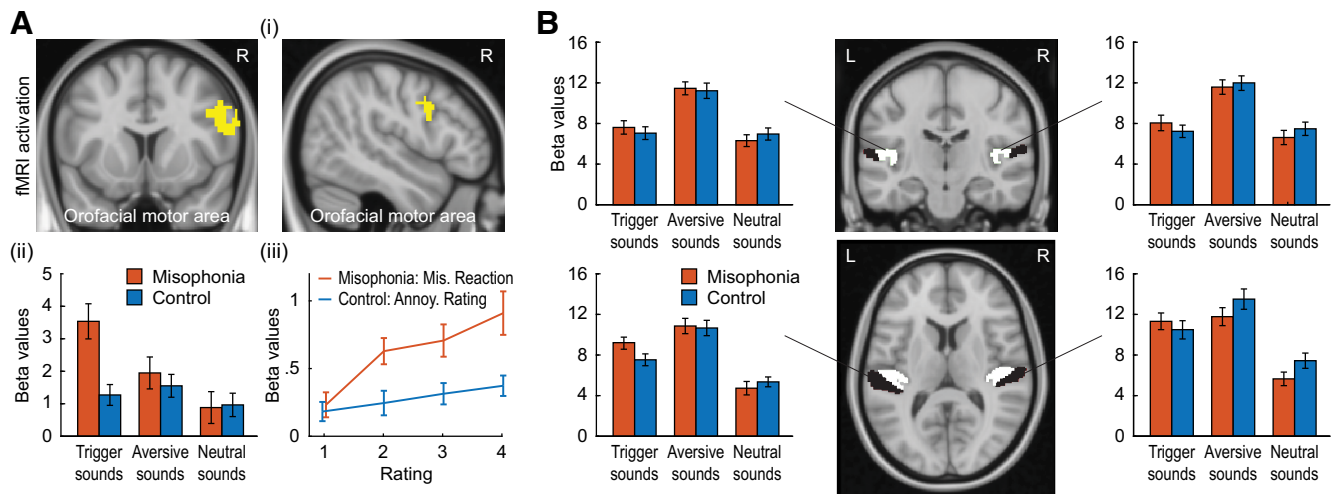 A
(i)
fMRI activation
R
Orofacial motor area
R
Orofacial motor area
(ii)
Beta values
5
4
3
2
1
0
Misophonia
Control
Trigger sounds
Aversive sounds
Neutral sounds
(iii)
Beta values
1
.5
0
Misophonia: Mis. Reaction
Control: Annoy. Rating
1 2 3 4
Rating
B
Beta values
16
12
8
4
0
Trigger sounds
Aversive sounds
Neutral sounds
L R
16
12
8
4
0
Trigger sounds
Aversive sounds
Neutral sounds
Beta values
16
12
8
4
0
Misophonia
Control
Trigger sounds
Aversive sounds
Neutral sounds
L R
16
12
8
4
0
Trigger sounds
Aversive sounds
Neutral sounds